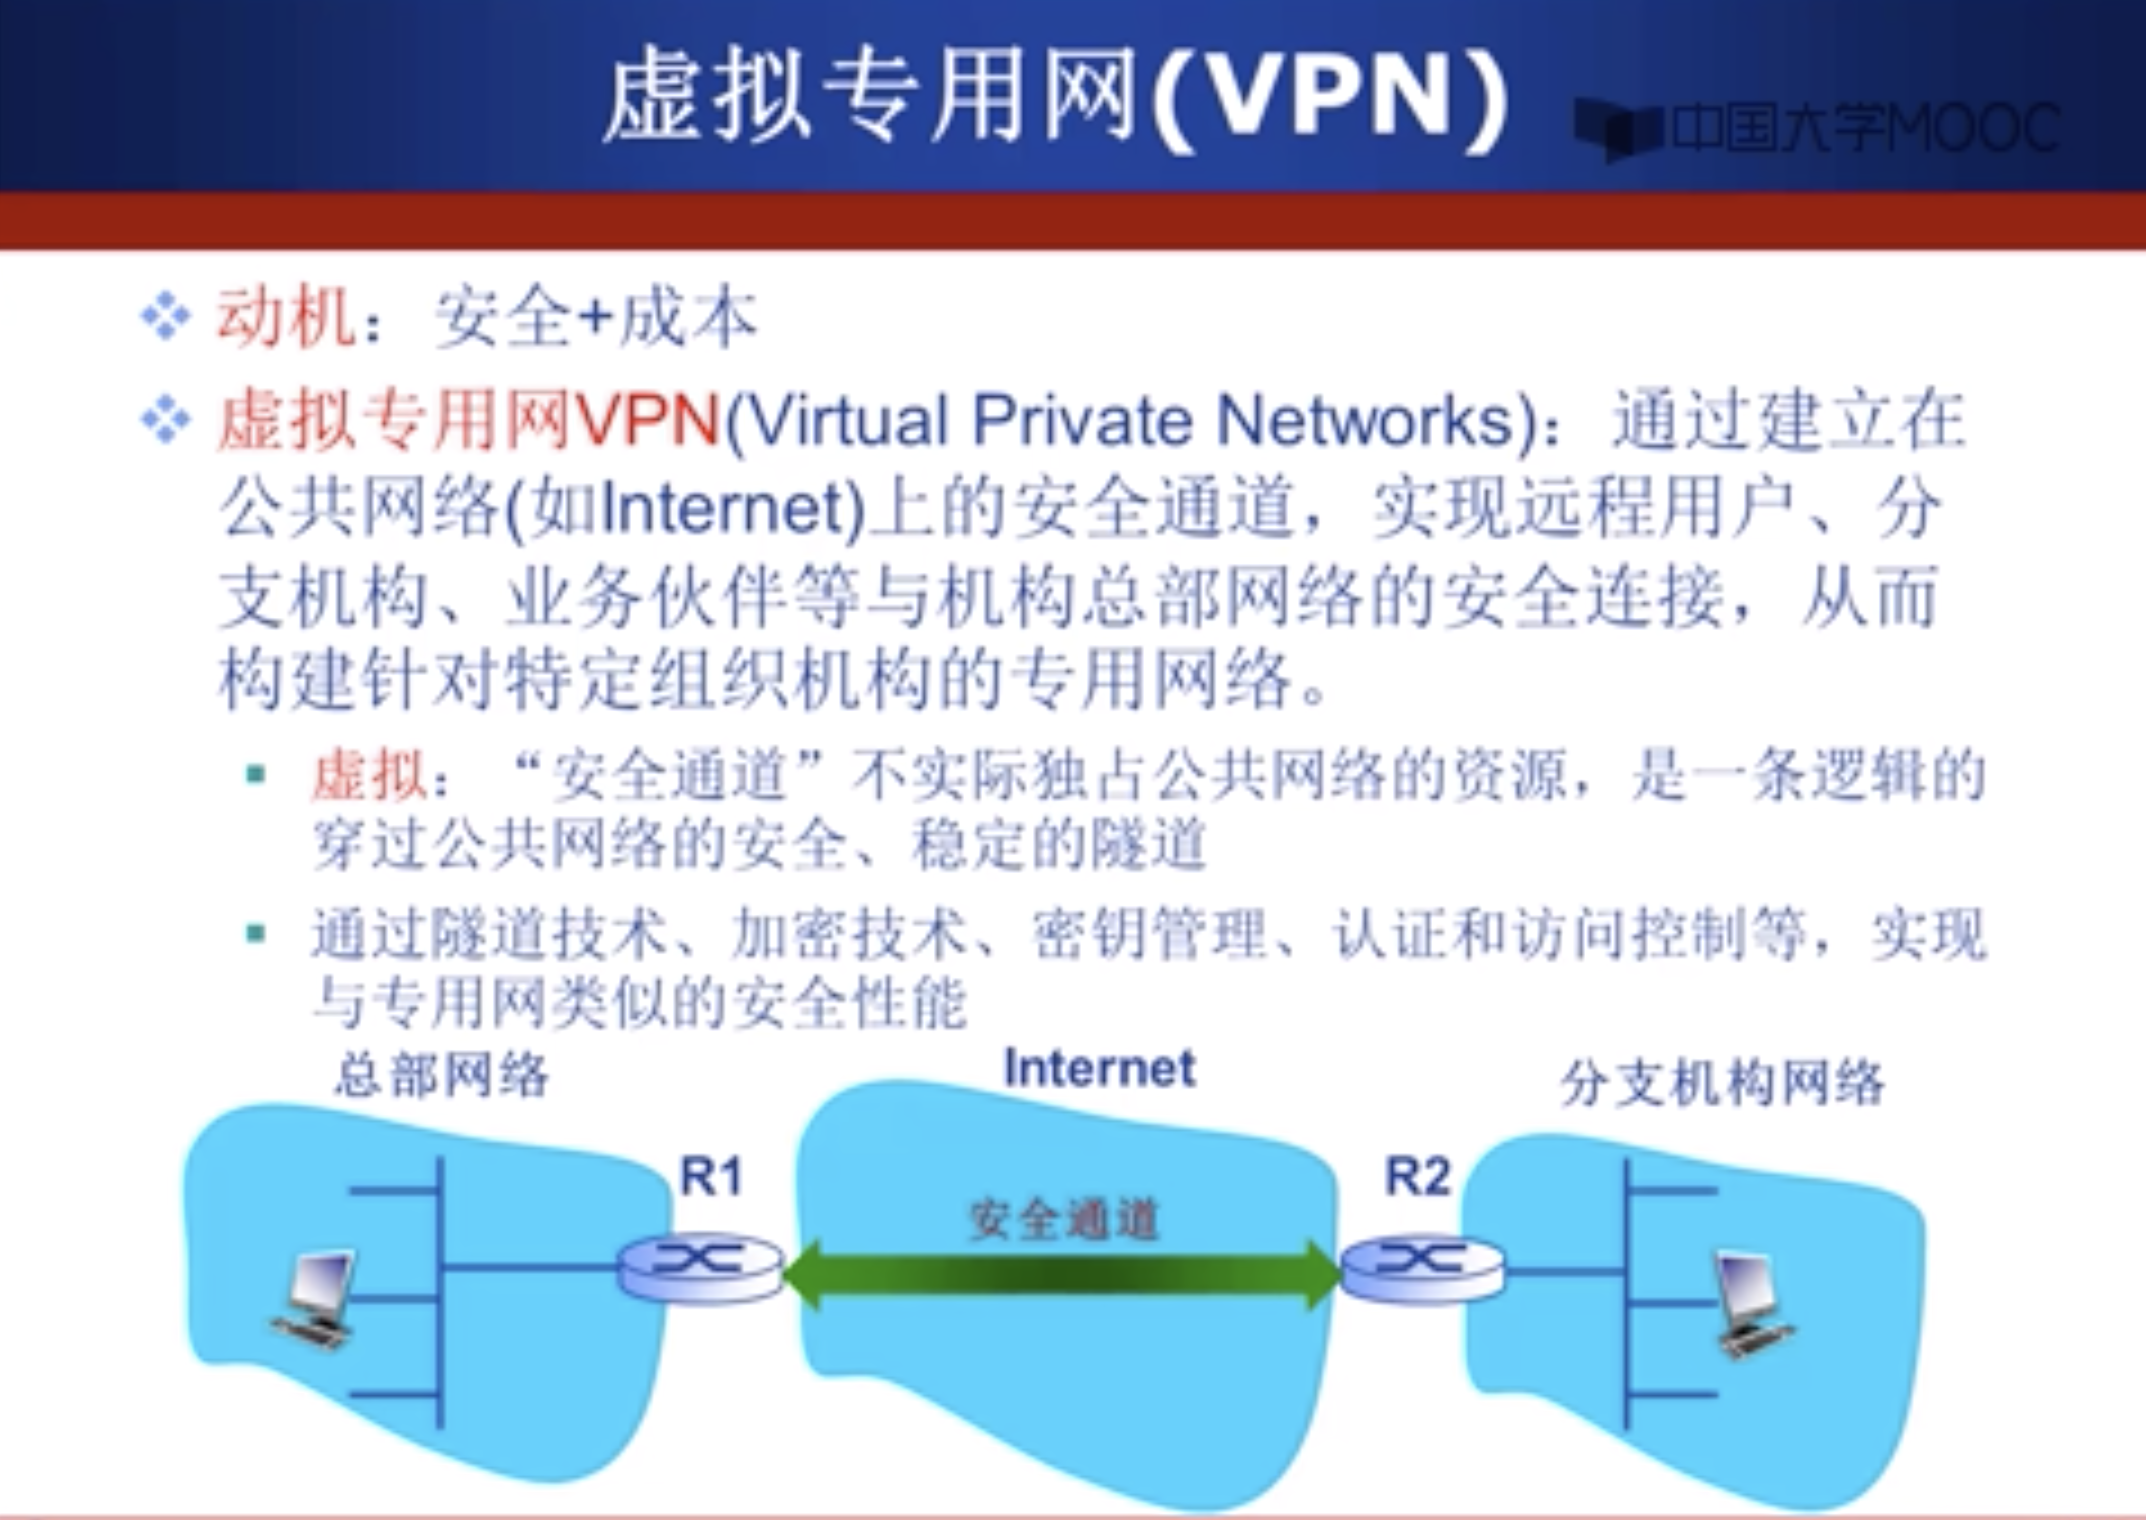 虚拟专用网(VPN)
中国大学MOOC
动机：安全+成本
虚拟专用网VPN(Virtual Private Networks)：通过建立在
公共网络(如Internet)上的安全通道，实现远程用户、分
支机构、业务伙伴等与机构总部网络的安全连接，从而
构建针对特定组织机构的专用网络。
虚拟：“安全通道”不实际独占公共网络的资源，是一条逻辑的
穿过公共网络的安全、稳定的隧道
通过隧道技术、加密技术、密钥管理、认证和访问控制等，实现
与专用网类似的安全性能
总部网络
Internet
分支机构网络
R1
R2
安全通道